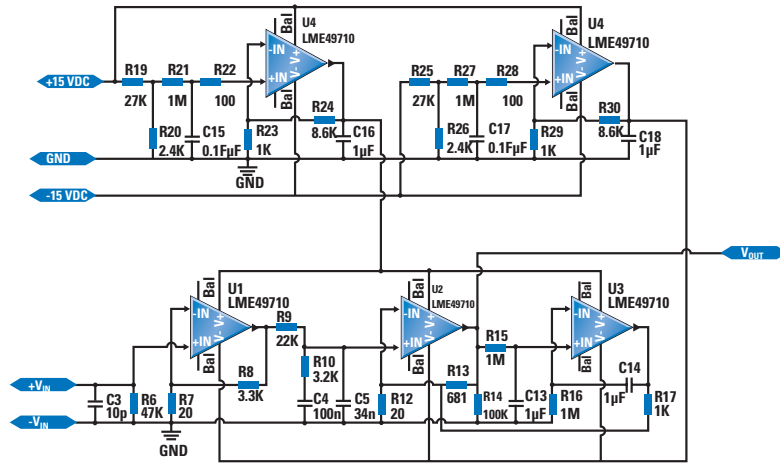 Bal
U4
LME49710
-IN
V+
+IN
V-
Bal
+15 VDC
R19
27K
R21
1M
R22
100
R20
2.4K
C15
0.1FµF
R23
1K
R24
8.6K
C16
1µF
GND
GND
-15 VDC
Bal
U4
LME49710
-IN
V+
+IN
V-
Bal
R25
27K
R27
1M
R28
100
R26
2.4K
C17
0.1FµF
R29
1K
R30
8.6K
C18
1µF
VOUT
Bal
U1
LME49710
-IN
V+
+IN
V-
Bal
R9
22K
R8
3.3K
R10
3.2K
+VIN
C3
10p
R6
47K
R7
20
-VIN
GND
C4
100n
C5
34n
Bal
U2
LME49710
-IN
V+
+IN
V-
Bal
R12
20
R13
681
R14
100K
R15
1M
C13
1µF
Bal
U3
LME49710
-IN
V+
+IN
V-
Bal
R16
1M
C14
1µF
R17
1K